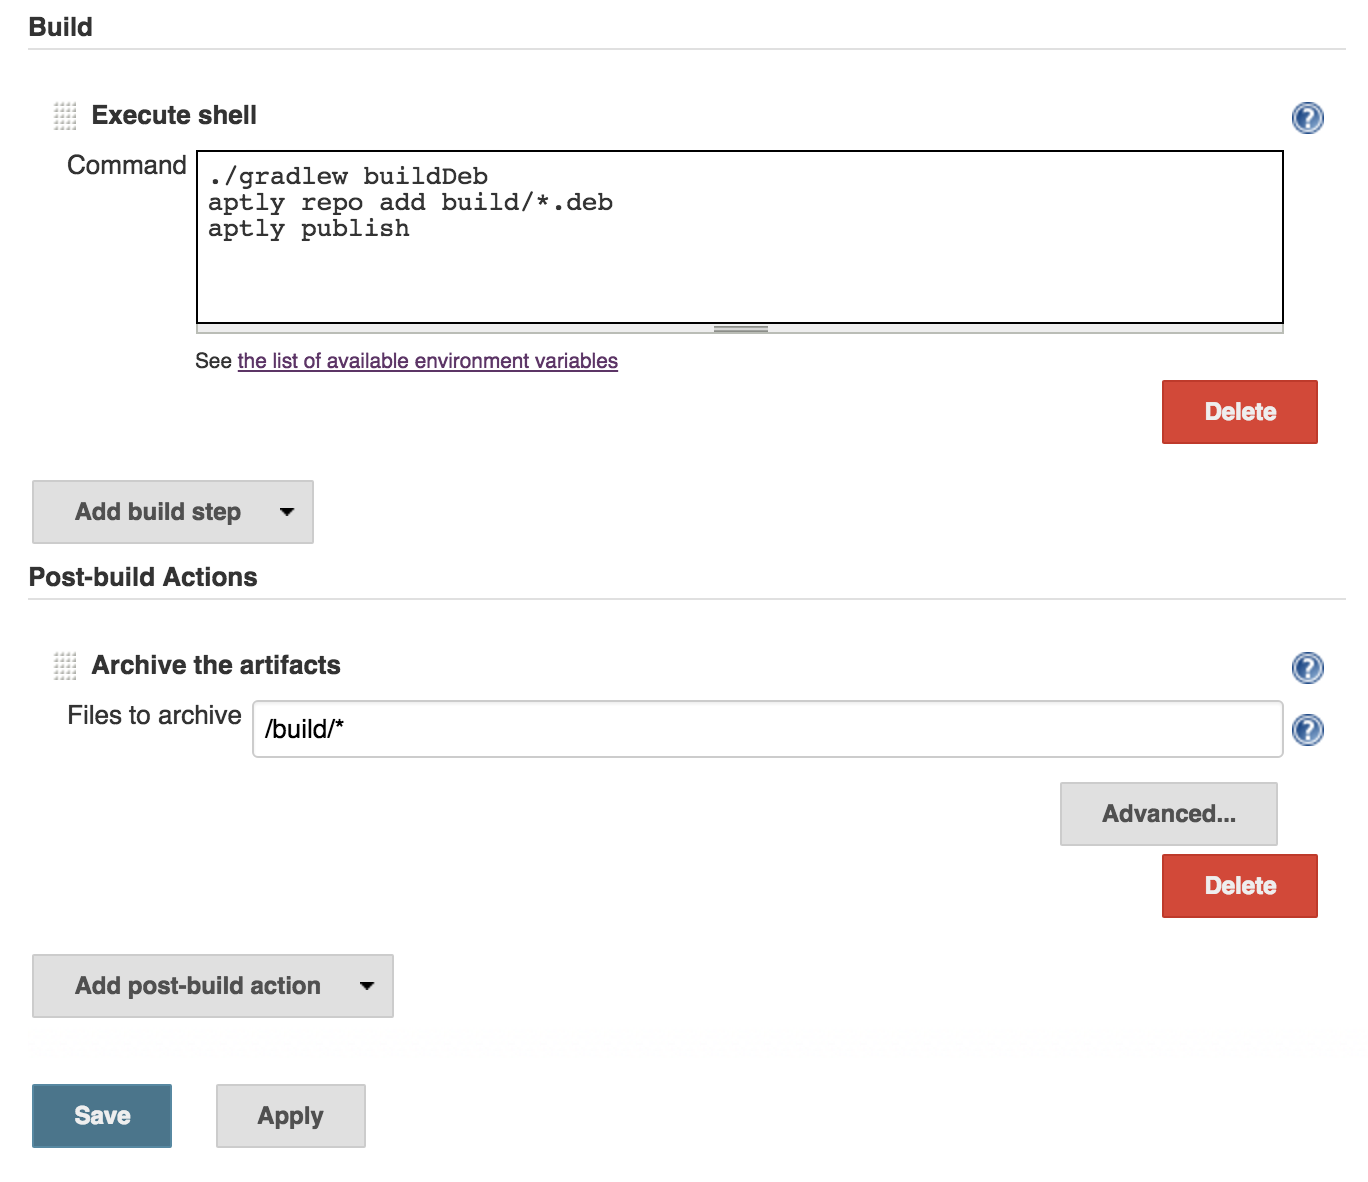 Build
Execute shell
?
Command
./gradlew buildDeb
aptly repo add build/*.deb
aptly publish
See the list of available environment variables
Delete
Add build step
Post-build Actions
Archive the artifacts
?
Files to archive
/build/*
?
Advanced...
Delete
Add post-build action
Save
Apply